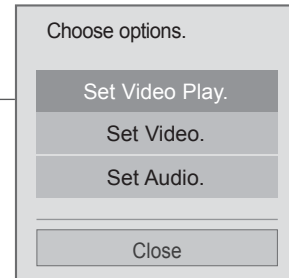 Choose options.
Set Video Play.
Set Video.
Set Audio.
Close